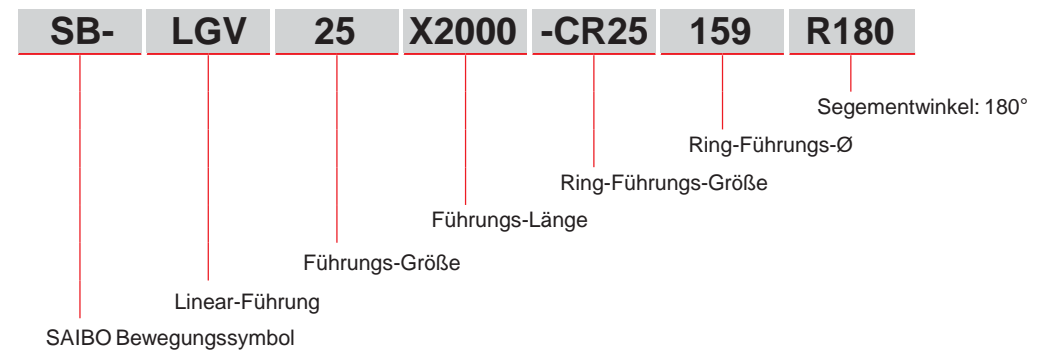 SB- LGV 25 X2000 -CR25 159 R180
Segementwinkel: 180°
Ring-Führungs-Ø
Ring-Führungs-Größe
Führungs-Länge
Führungs-Größe
Linear-Führung
SAIBO Bewegungssymbol